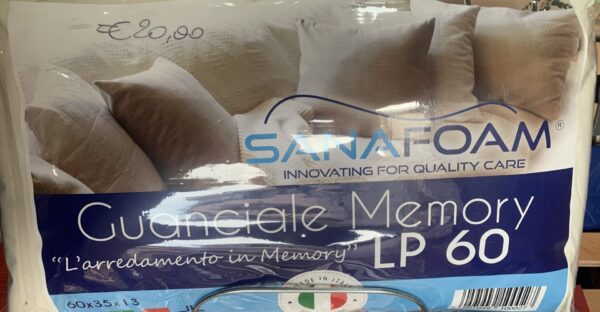 €20,00
SANAFOAM®
INNOVATING FOR QUALITY CARE
Guanciale Memory
"L'arredamento in Memory" LP 60
60x35x13
MADE IN ITALY